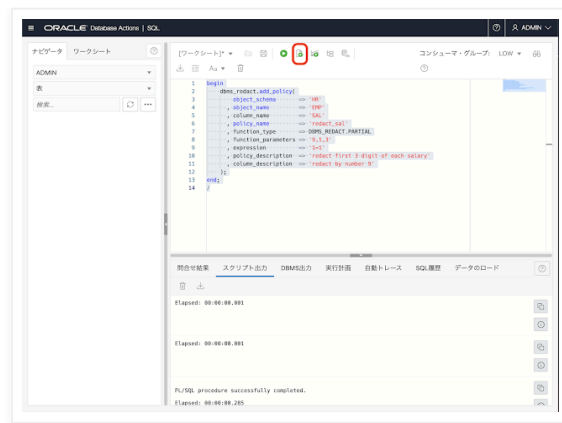 ORACLE Database Actions | SQL
ADMIN
ナビゲータ ワークシート
[ワークシート]*
コンシューマ・グループ: LOW
ADMIN
表
検索...
Aa
1 begin
2 dbms_redact.add_policy(
3 object_schema => 'HR'
4 , object_name => 'EMP'
5 , column_name => 'SAL'
6 , policy_name => 'redact_sal'
7 , function_type => DBMS_REDACT.PARTIAL
8 , function_parameters => '9,1,3'
9 , expression => '1=1'
10 , policy_description => 'redact first 3 digit of each salary'
11 , column_description => 'redact by number 9'
12 );
13 end;
14 /
問合せ結果 スクリプト出力 DBMS出力 実行計画 自動トレース SQL履歴 データのロード
Elapsed: 00:00:00.001
Elapsed: 00:00:00.001
PL/SQL procedure successfully completed.
Elapsed: 00:00:00.285